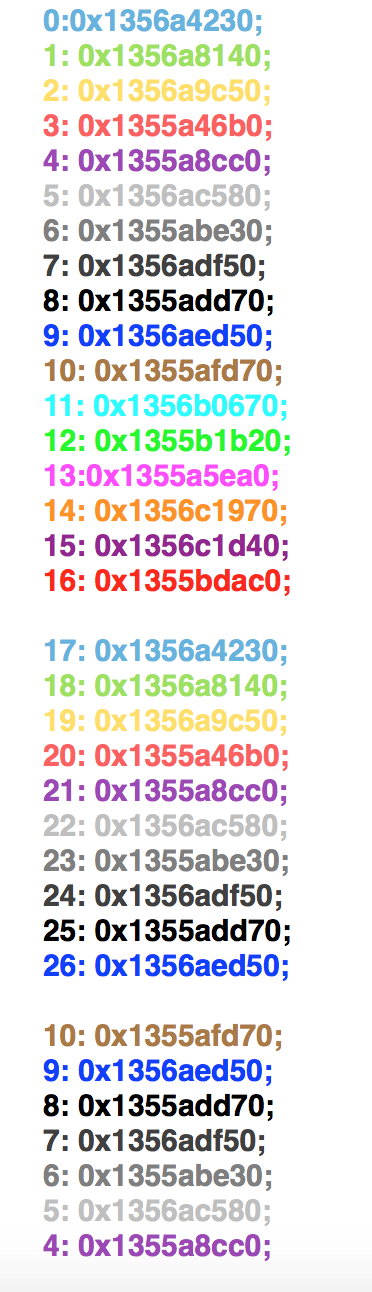 0:0x1356a4230;
1: 0x1356a8140;
2: 0x1356a9c50;
3: 0x1355a46b0;
4: 0x1355a8cc0;
5: 0x1356ac580;
6: 0x1355abe30;
7: 0x1356adf50;
8: 0x1355add70;
9: 0x1356aed50;
10: 0x1355afd70;
11: 0x1356b0670;
12: 0x1355b1b20;
13:0x1355a5ea0;
14: 0x1356c1970;
15: 0x1356c1d40;
16: 0x1355bdac0;
17: 0x1356a4230;
18: 0x1356a8140;
19: 0x1356a9c50;
20: 0x1355a46b0;
21: 0x1355a8cc0;
22: 0x1356ac580;
23: 0x1355abe30;
24: 0x1356adf50;
25: 0x1355add70;
26: 0x1356aed50;
10: 0x1355afd70;
9: 0x1356aed50;
8: 0x1355add70;
7: 0x1356adf50;
6: 0x1355abe30;
5: 0x1356ac580;
4: 0x1355a8cc0;